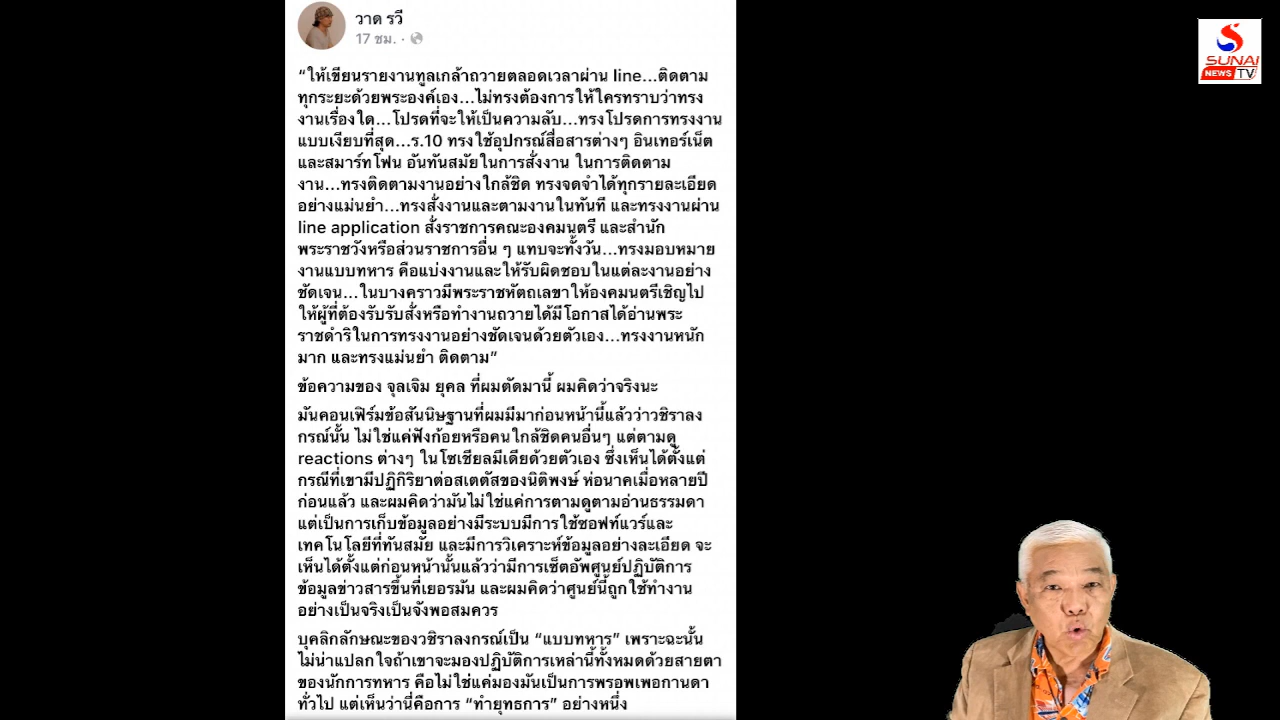 วาด รวี
17 ชม. ·
“ให้เขียนรายงานทูลเกล้าถวายตลอดเวลาผ่าน line...ติดตาม
ทุกระยะด้วยพระองค์เอง...ไม่ทรงต้องการให้ใครทราบว่าทรง
งานเรื่องใด...โปรดที่จะให้เป็นความลับ...ทรงโปรดการทรงงาน
แบบเงียบที่สุด...ร.10 ทรงใช้อุปกรณ์สื่อสารต่างๆ อินเทอร์เน็ต
และสมาร์ทโฟน อันทันสมัยในการสั่งงาน ในการติดตาม
งาน...ทรงติดตามงานอย่างใกล้ชิด ทรงจดจำได้ทุกรายละเอียด
อย่างแม่นยำ...ทรงสั่งงานและตามงานในทันที และทรงงานผ่าน
line application สั่งราชการคณะองคมนตรี และสำนัก
พระราชวังหรือส่วนราชการอื่น ๆ แทบจะทั้งวัน...ทรงมอบหมาย
งานแบบทหาร คือแบ่งงานและให้รับผิดชอบในแต่ละงานอย่าง
ชัดเจน...ในบางคราวมีพระราชหัตถเลขาให้องคมนตรีเชิญไป
ให้ผู้ที่ต้องรับรับสั่งหรือทำงานถวายได้มีโอกาสได้อ่านพระ
ราชดำริในการทรงงานอย่างชัดเจนด้วยตัวเอง...ทรงงานหนัก
มาก และทรงแม่นยำ ติดตาม”
ข้อความของ จุลเจิม ยุคล ที่ผมตัดมานี้ ผมคิดว่าจริงนะ
มันคอนเฟิร์มข้อสันนิษฐานที่ผมมีมาก่อนหน้านี้แล้วว่าวชิราลง
กรณ์นั้น ไม่ใช่แค่ฟังก้อยหรือคนใกล้ชิดคนอื่นๆ แต่ตามดู
reactions ต่างๆ ในโซเชียลมีเดียด้วยตัวเอง ซึ่งเห็นได้ตั้งแต่
กรณีที่เขามีปฏิกิริยาต่อสเตตัสของนิติพงษ์ ห่อนาคเมื่อหลายปี
ก่อนแล้ว และผมคิดว่ามันไม่ใช่แค่การตามดูตามอ่านธรรมดา
แต่เป็นการเก็บข้อมูลอย่างมีระบบมีการใช้ซอฟท์แวร์และ
เทคโนโลยีที่ทันสมัย และมีการวิเคราะห์ข้อมูลอย่างละเอียด จะ
เห็นได้ตั้งแต่ก่อนหน้านั้นแล้วว่ามีการเซ็ตอัพศูนย์ปฏิบัติการ
ข้อมูลข่าวสารขึ้นที่เยอรมัน และผมคิดว่าศูนย์นี้ถูกใช้ทำงาน
อย่างเป็นจริงเป็นจังพอสมควร
บุคลิกลักษณะของวชิราลงกรณ์เป็น “แบบทหาร” เพราะฉะนั้น
ไม่น่าแปลกใจถ้าเขาจะมองปฏิบัติการเหล่านี้ทั้งหมดด้วยสายตา
ของนักการทหาร คือไม่ใช่แค่มองมันเป็นการพรอพเพอกานดา
ทั่วไป แต่เห็นว่านี่คือการ “ทำยุทธการ” อย่างหนึ่ง
SUNAI
NEWS TV